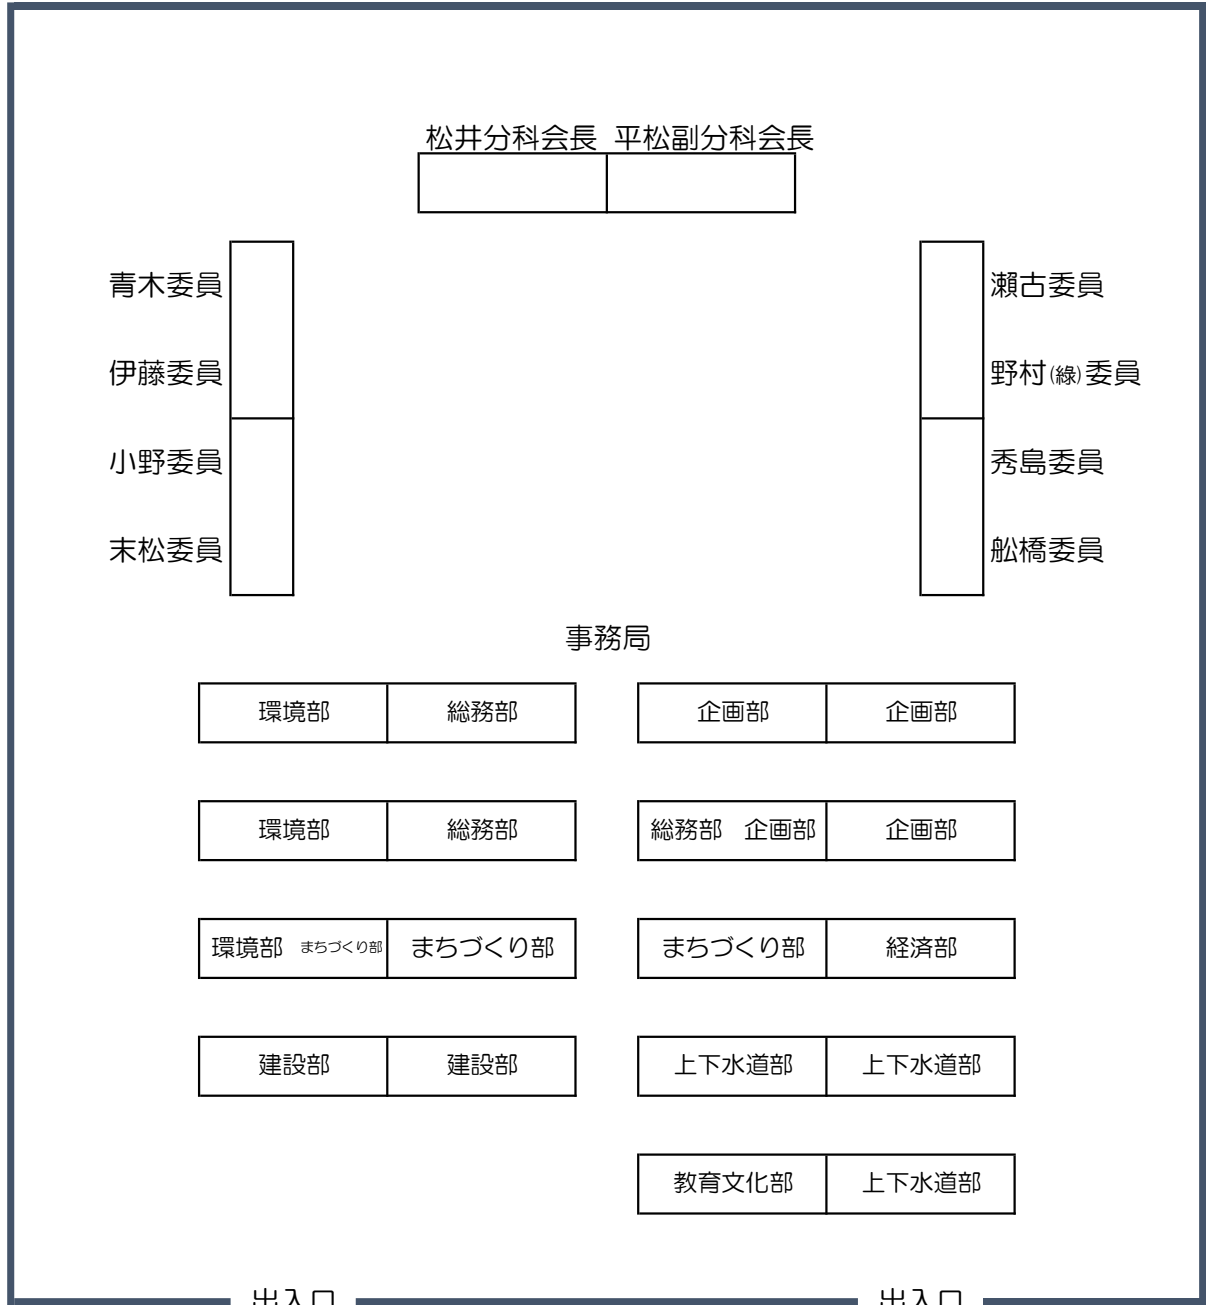 松井分科会長 平松副分科会長
青木委員 瀬古委員
伊藤委員 野村(綠)委員
小野委員 秀島委員
末松委員 舩橋委員
事務局
環境部 総務部 企画部 企画部
環境部 総務部 総務部 企画部 企画部
環境部 まちづくり部 まちづくり部 まちづくり部 経済部
建設部 建設部 上下水道部 上下水道部
教育文化部 上下水道部
出入口 出入口